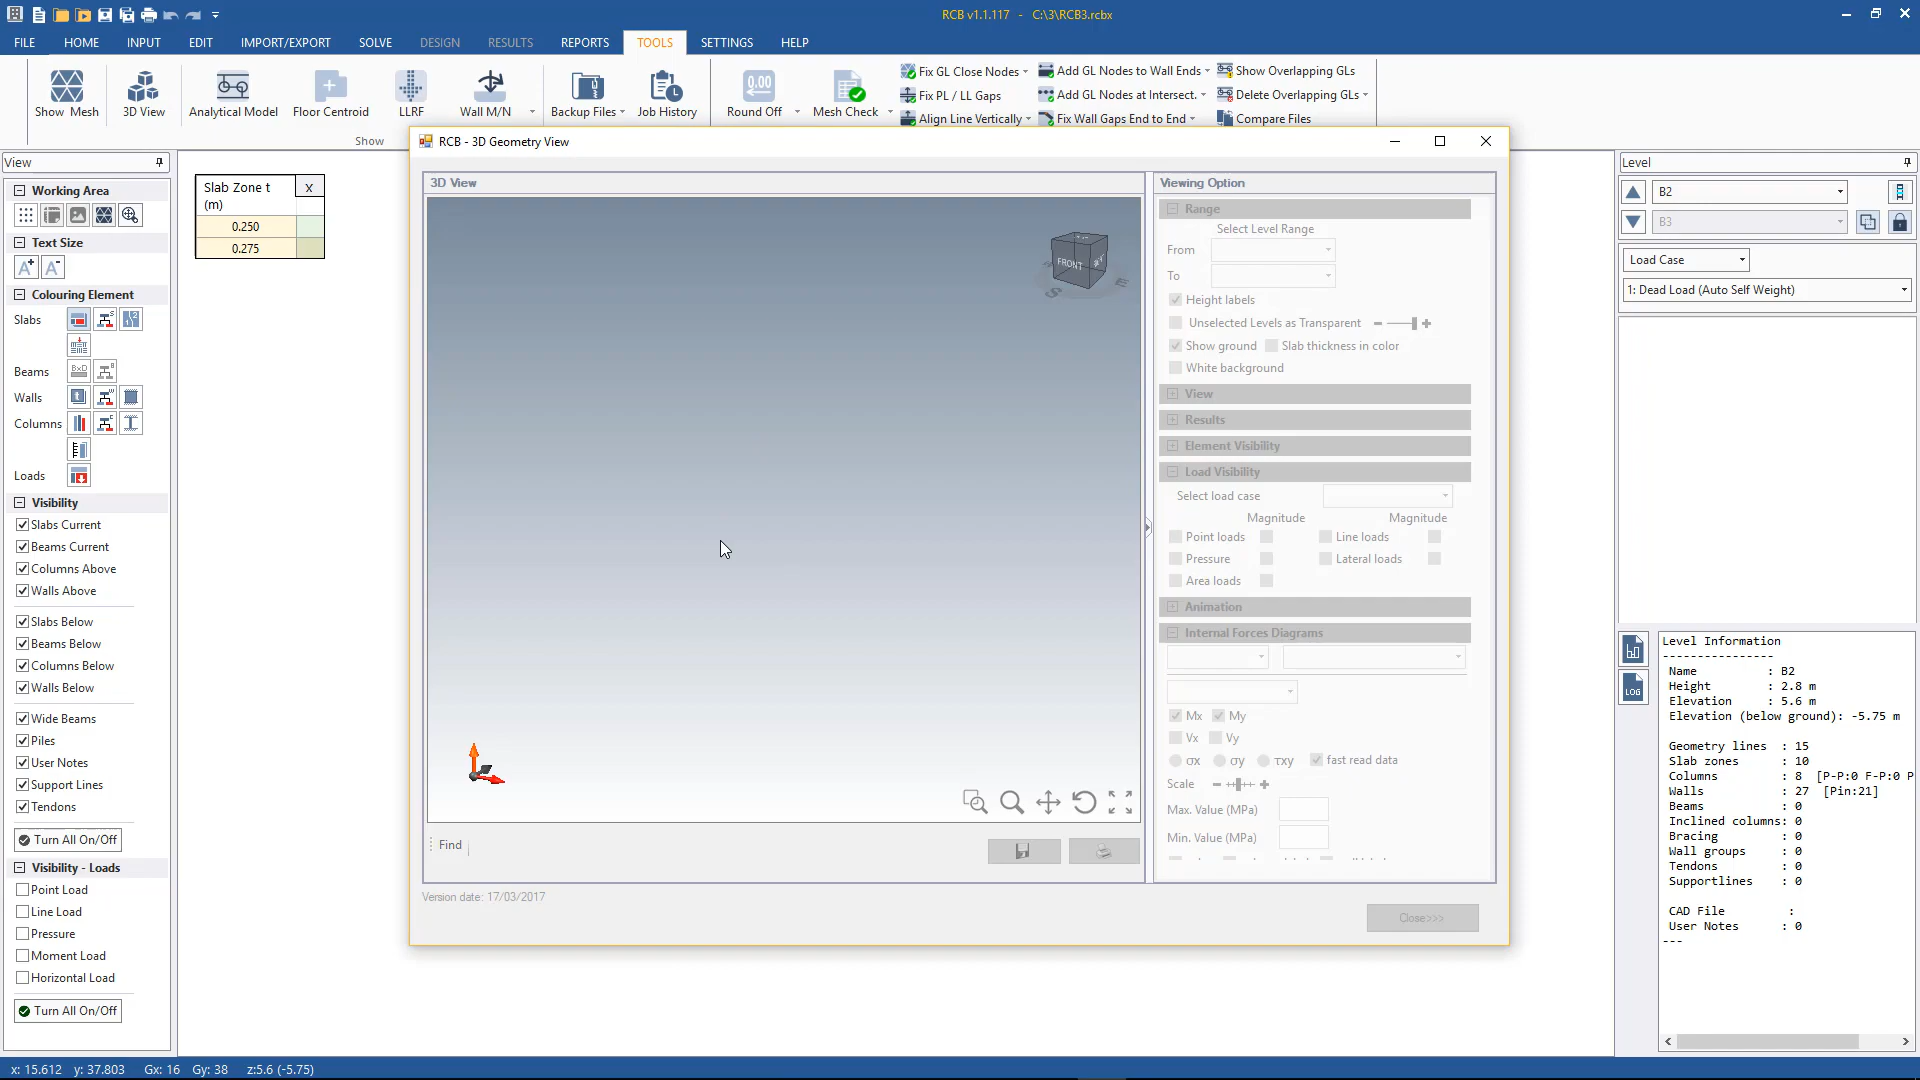 RCB v1.1.117 - C:\3\RCB3.rcbx
FILE HOME INPUT EDIT IMPORT/EXPORT SOLVE DESIGN RESULTS REPORTS TOOLS SETTINGS HELP
Show Mesh
3D View
Analytical Model
Floor Centroid
LLRF
Wall M/N
Backup Files
Job History
0.00
Round Off
Mesh Check
Fix GL Close Nodes
Fix PL / LL Gaps
Align Line Vertically
Add GL Nodes to Wall Ends
Add GL Nodes at Intersect.
Fix Wall Gaps End to End
Show Overlapping GLs
Delete Overlapping GLs
Compare Files
Show
View
Working Area
Text Size
A+ A-
Colouring Element
Slabs
Beams
BxD
Walls
Columns
Loads
Visibility
Slabs Current
Beams Current
Columns Above
Walls Above
Slabs Below
Beams Below
Columns Below
Walls Below
Wide Beams
Piles
User Notes
Support Lines
Tendons
Turn All On/Off
Visibility - Loads
Point Load
Line Load
Pressure
Moment Load
Horizontal Load
Turn All On/Off
Slab Zone t
(m)
X
0.250
0.275
RCB - 3D Geometry View
3D View
FRONT
S E
Find
Version date: 17/03/2017
Viewing Option
Range
Select Level Range
From
To
Height labels
Unselected Levels as Transparent
Show ground Slab thickness in color
White background
View
Results
Element Visibility
Load Visibility
Select load case
Magnitude Magnitude
Point loads Line loads
Pressure Lateral loads
Area loads
Animation
Internal Forces Diagrams
Mx My
Vx Vy
σx σy τxy fast read data
Scale
Max. Value (MPa)
Min. Value (MPa)
Close>>>
Level
B2
B3
Load Case
1: Dead Load (Auto Self Weight)
LOG
Level Information
----------------
Name : B2
Height : 2.8 m
Elevation : 5.6 m
Elevation (below ground): -5.75 m
Geometry lines : 15
Slab zones : 10
Columns : 8 [P-P:0 F-P:0 P
Walls : 27 [Pin:21]
Beams : 0
Inclined columns: 0
Bracing : 0
Wall groups : 0
Tendons : 0
Supportlines : 0
CAD File :
User Notes : 0
---
x: 15.612 y: 37.803 Gx: 16 Gy: 38 z:5.6 (-5.75)